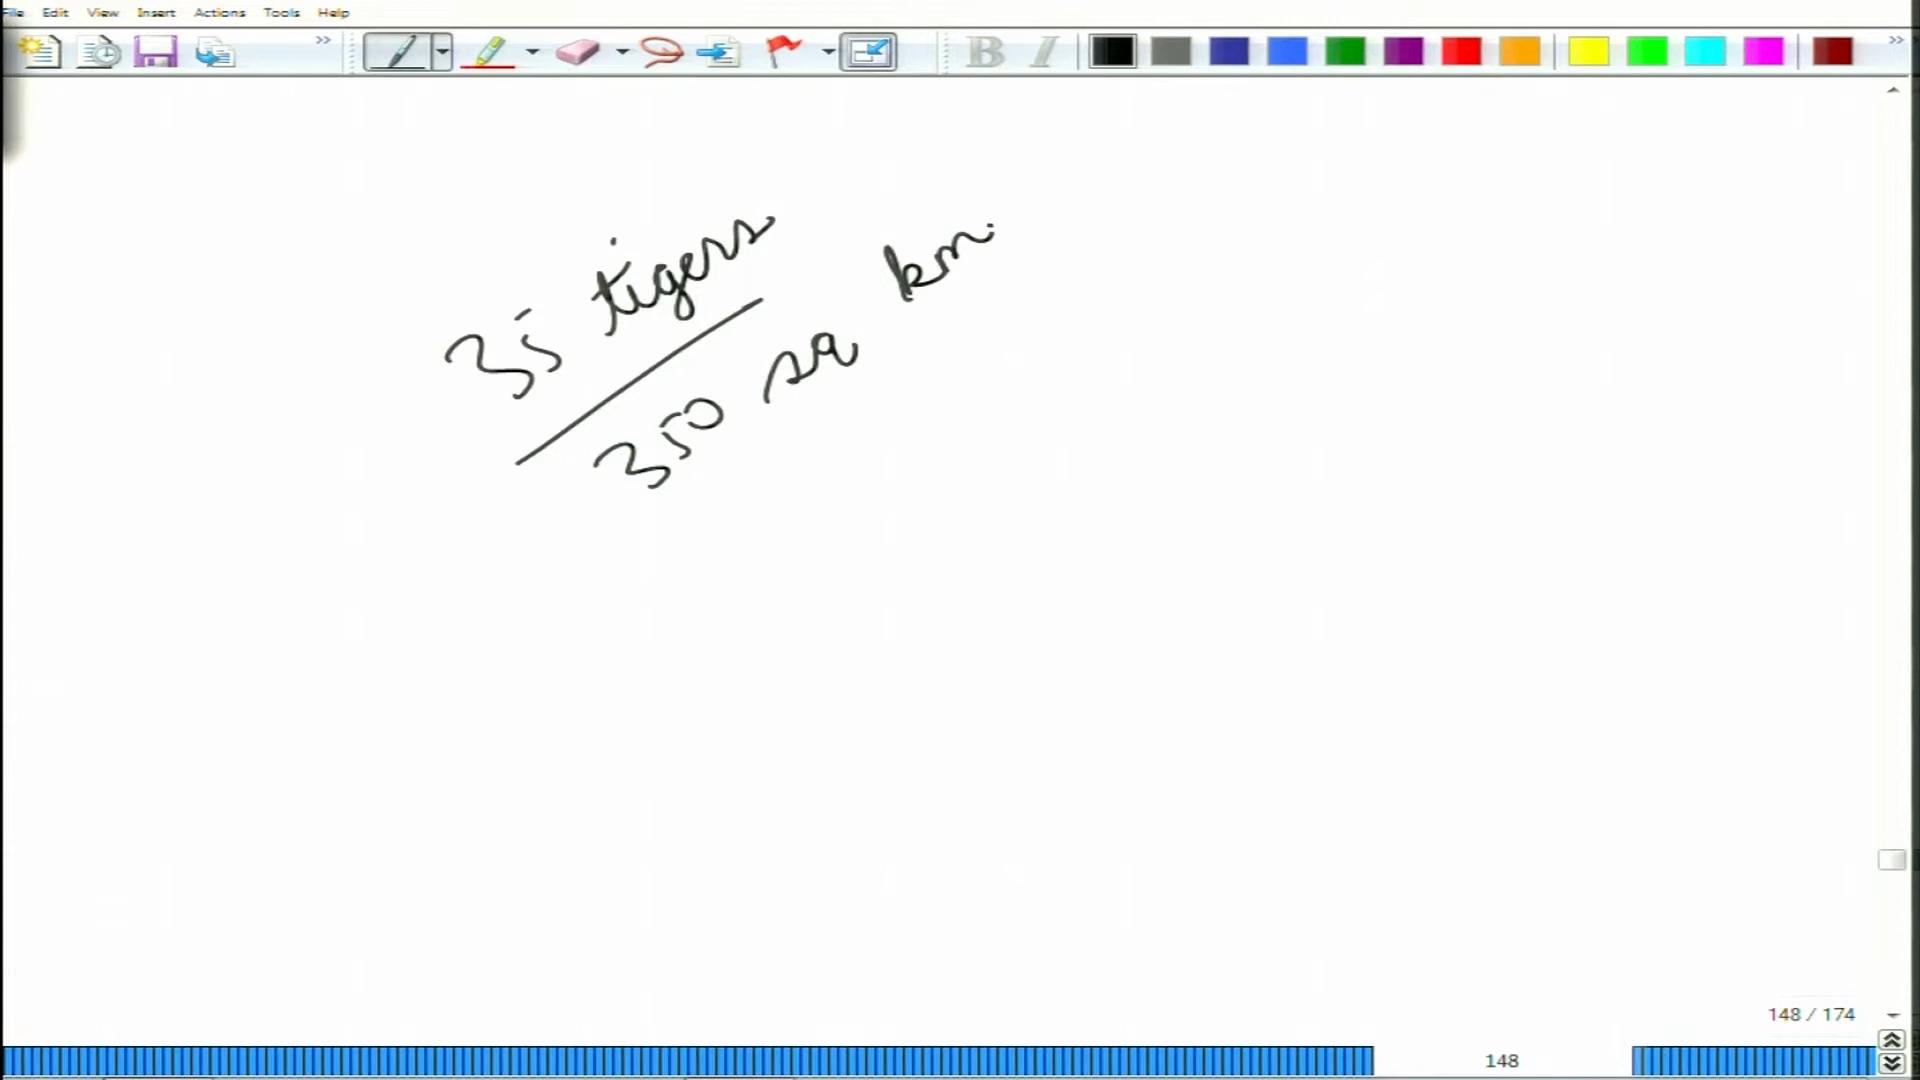 File Edit View Insert Actions Tools Help
B I
35 tigers
350 sq km.
148 / 174
148